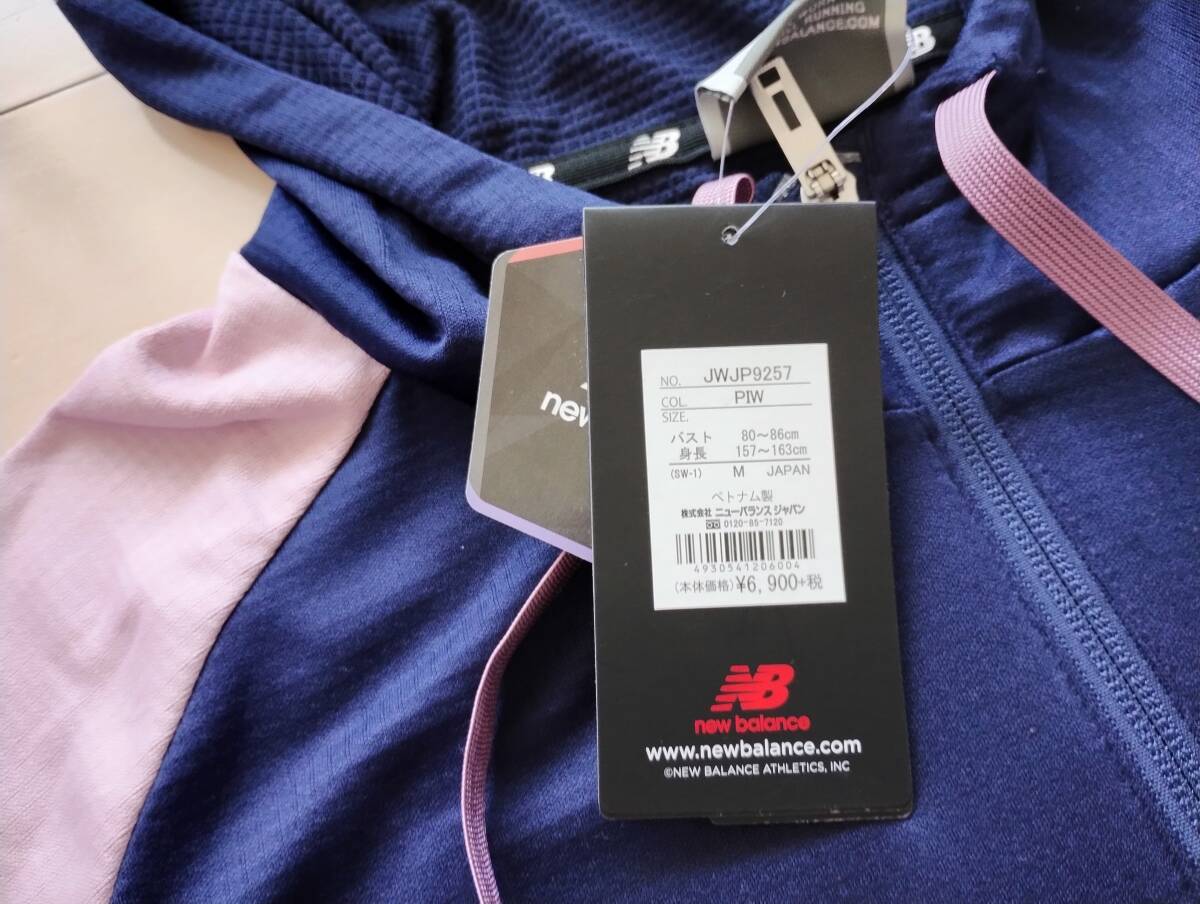 RUNNING
NB
NB
new
NO. JWJP9257
COL. PIW
SIZE.
バスト 80～86cm
身長 157～163cm
(SW-1) M JAPAN
ベトナム製
株式会社 ニューバランス ジャパン
0120-85-7120
4930541206004
(本体価格) ¥6,900+税
NB
new balance
www.newbalance.com
©NEW BALANCE ATHLETICS, INC